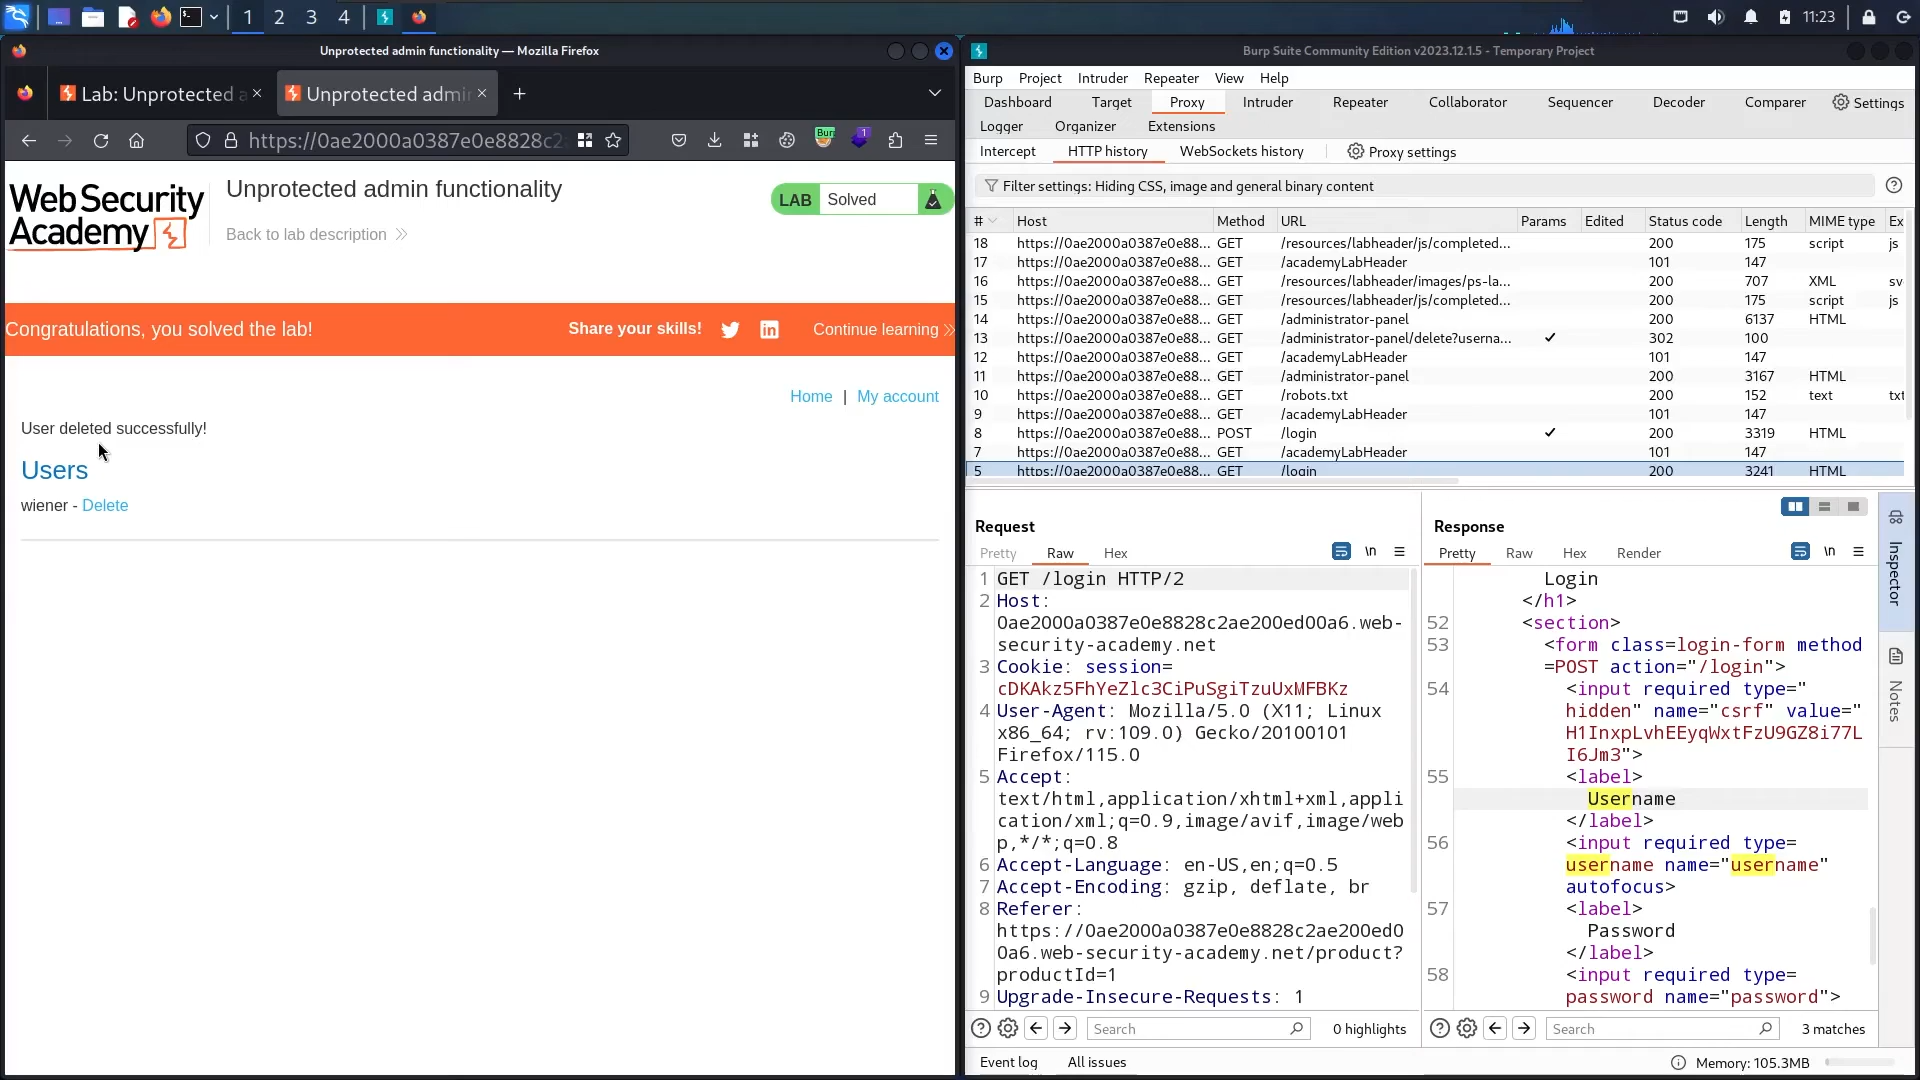 1 2 3 4 11:23
Unprotected admin functionality — Mozilla Firefox
Lab: Unprotected a
Unprotected admin
https://0ae2000a0387e0e8828c2
Burp
1
Web Security
Academy
Unprotected admin functionality
Back to lab description
LAB Solved
Congratulations, you solved the lab!
Share your skills!
Continue learning
Home | My account
User deleted successfully!
Users
wiener - Delete
Burp Suite Community Edition v2023.12.1.5 - Temporary Project
Burp Project Intruder Repeater View Help
Dashboard Target Proxy Intruder Repeater Collaborator Sequencer Decoder Comparer Settings
Logger Organizer Extensions
Intercept HTTP history WebSockets history Proxy settings
Filter settings: Hiding CSS, image and general binary content
# Host Method URL Params Edited Status code Length MIME type Ex
18 https://0ae2000a0387e0e88... GET /resources/labheader/js/completed... 200 175 script js
17 https://0ae2000a0387e0e88... GET /academyLabHeader 101 147
16 https://0ae2000a0387e0e88... GET /resources/labheader/images/ps-la... 200 707 XML sv
15 https://0ae2000a0387e0e88... GET /resources/labheader/js/completed... 200 175 script js
14 https://0ae2000a0387e0e88... GET /administrator-panel 200 6137 HTML
13 https://0ae2000a0387e0e88... GET /administrator-panel/delete?userna... ✓ 302 100
12 https://0ae2000a0387e0e88... GET /academyLabHeader 101 147
11 https://0ae2000a0387e0e88... GET /administrator-panel 200 3167 HTML
10 https://0ae2000a0387e0e88... GET /robots.txt 200 152 text txt
9 https://0ae2000a0387e0e88... GET /academyLabHeader 101 147
8 https://0ae2000a0387e0e88... POST /login ✓ 200 3319 HTML
7 https://0ae2000a0387e0e88... GET /academyLabHeader 101 147
5 https://0ae2000a0387e0e88... GET /login 200 3241 HTML
Request
Pretty Raw Hex \n
1 GET /login HTTP/2
2 Host:
0ae2000a0387e0e8828c2ae200ed00a6.web-
security-academy.net
3 Cookie: session=
cDKAkz5FhYeZlc3CiPuSgiTzuUxMFBKz
4 User-Agent: Mozilla/5.0 (X11; Linux
x86_64; rv:109.0) Gecko/20100101
Firefox/115.0
5 Accept:
text/html,application/xhtml+xml,appli
cation/xml;q=0.9,image/avif,image/web
p,*/*;q=0.8
6 Accept-Language: en-US,en;q=0.5
7 Accept-Encoding: gzip, deflate, br
8 Referer:
https://0ae2000a0387e0e8828c2ae200ed0
0a6.web-security-academy.net/product?
productId=1
9 Upgrade-Insecure-Requests: 1
Search 0 highlights
Response
Pretty Raw Hex Render \n
Login
</h1>
52 <section>
53 <form class=login-form method
=POST action="/login">
54 <input required type="
hidden" name="csrf" value="
H1InxpLvhEEyqWxtFzU9GZ8i77L
I6Jm3">
55 <label>
Username
</label>
56 <input required type=
username name="username"
autofocus>
57 <label>
Password
</label>
58 <input required type=
password name="password">
Search 3 matches
Inspector
Notes
Event log All issues Memory: 105.3MB